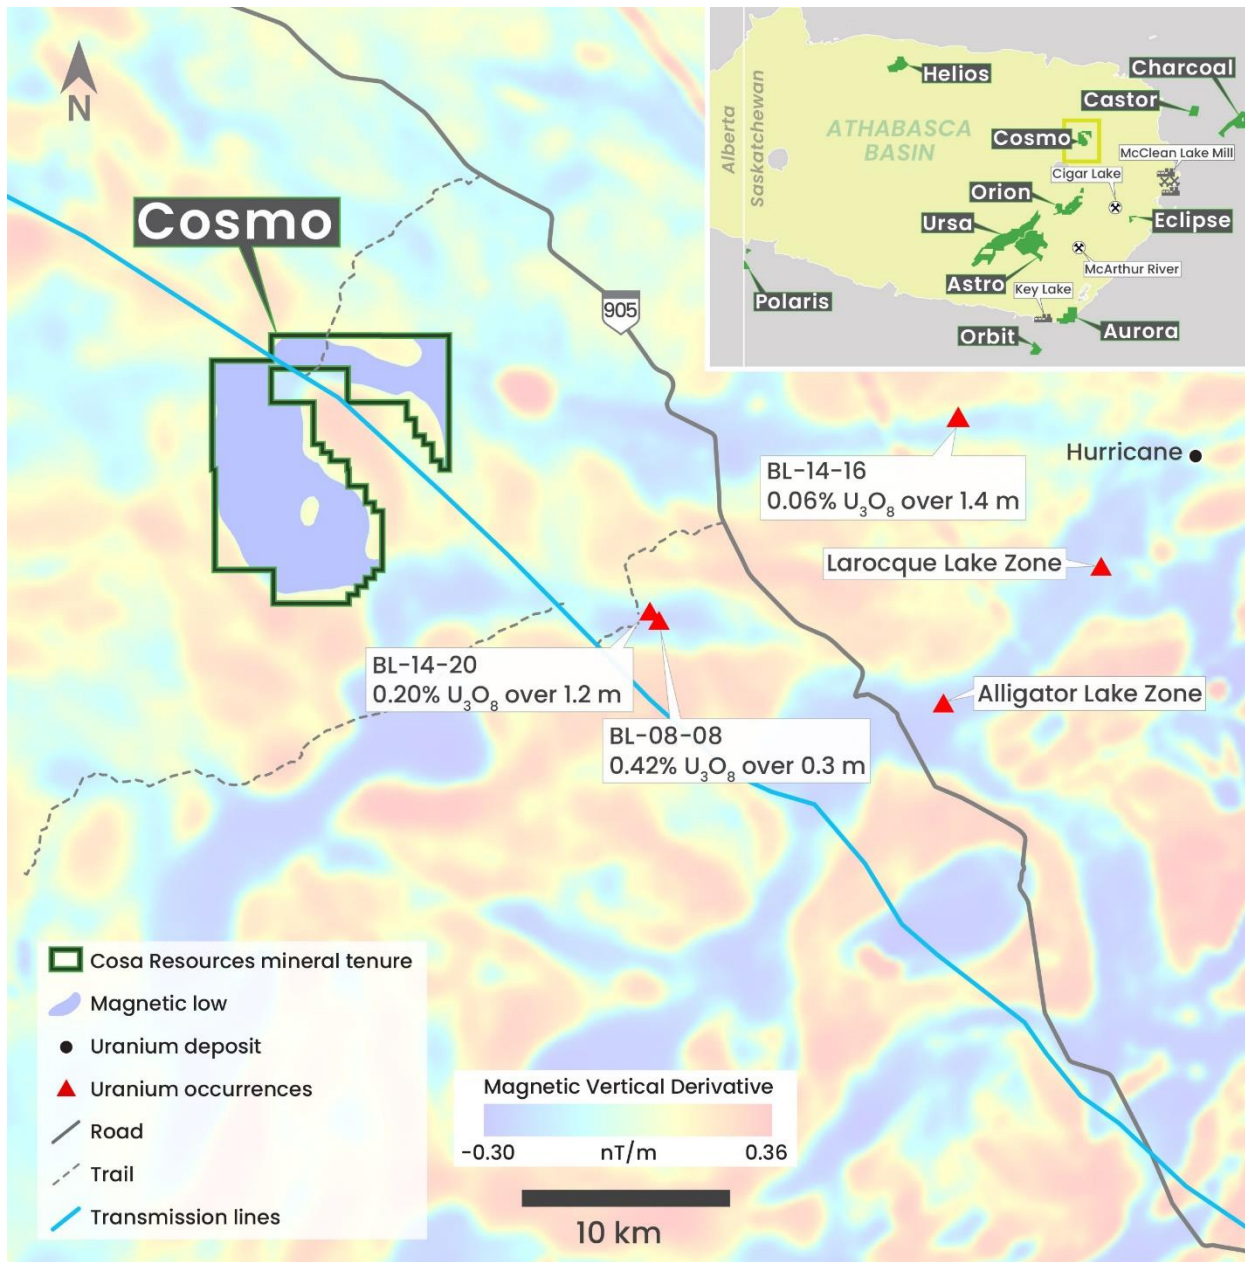 N
Cosmo
905
Alberta
Saskatchewan
ATHABASCA
BASIN
Helios
Charcoal
Castor
Cosmo
McClean Lake Mill
Cigar Lake
Orion
Ursa
Eclipse
McArthur River
Astro
Key Lake
Polaris
Orbit
Aurora
BL-14-16
0.06% U₃O₈ over 1.4 m
Hurricane
Larocque Lake Zone
BL-14-20
0.20% U₃O₈ over 1.2 m
Alligator Lake Zone
BL-08-08
0.42% U₃O₈ over 0.3 m
Cosa Resources mineral tenure
Magnetic low
Uranium deposit
Uranium occurrences
Road
Trail
Transmission lines
Magnetic Vertical Derivative
-0.30 nT/m 0.36
10 km